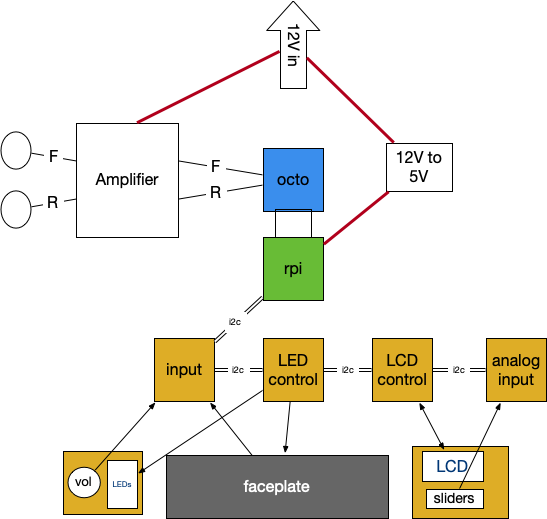 12V in
12V to
5V
F
Amplifier
F
octo
R
R
rpi
i2c
input
i2c
LED
control
i2c
LCD
control
i2c
analog
input
vol
LEDs
faceplate
LCD
sliders